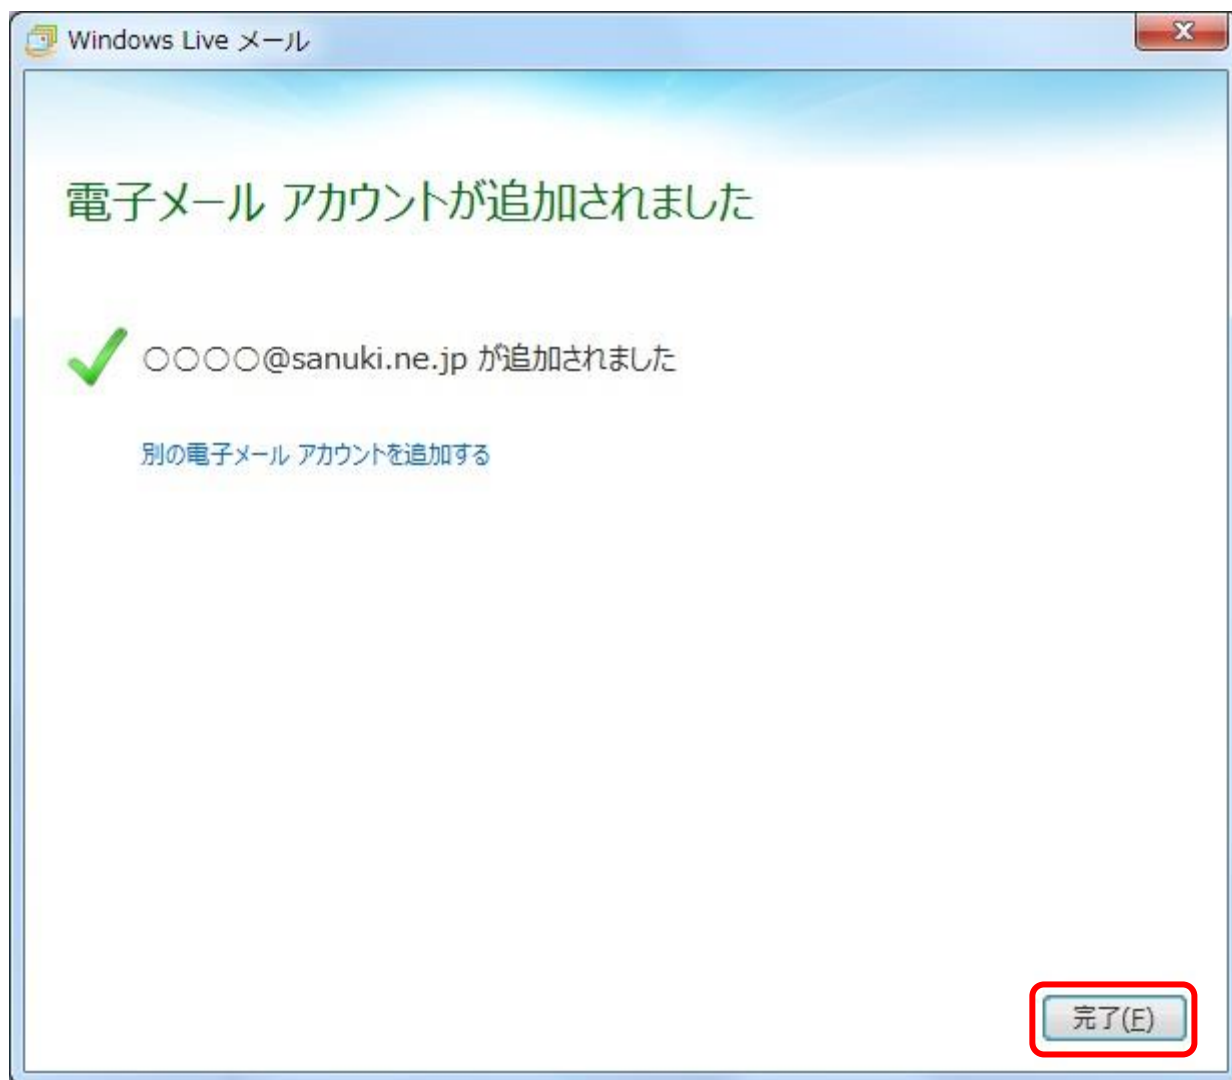 Windows Live メール
電子メール アカウントが追加されました
○○○○@sanuki.ne.jp が追加されました
別の電子メール アカウントを追加する
完了(F)